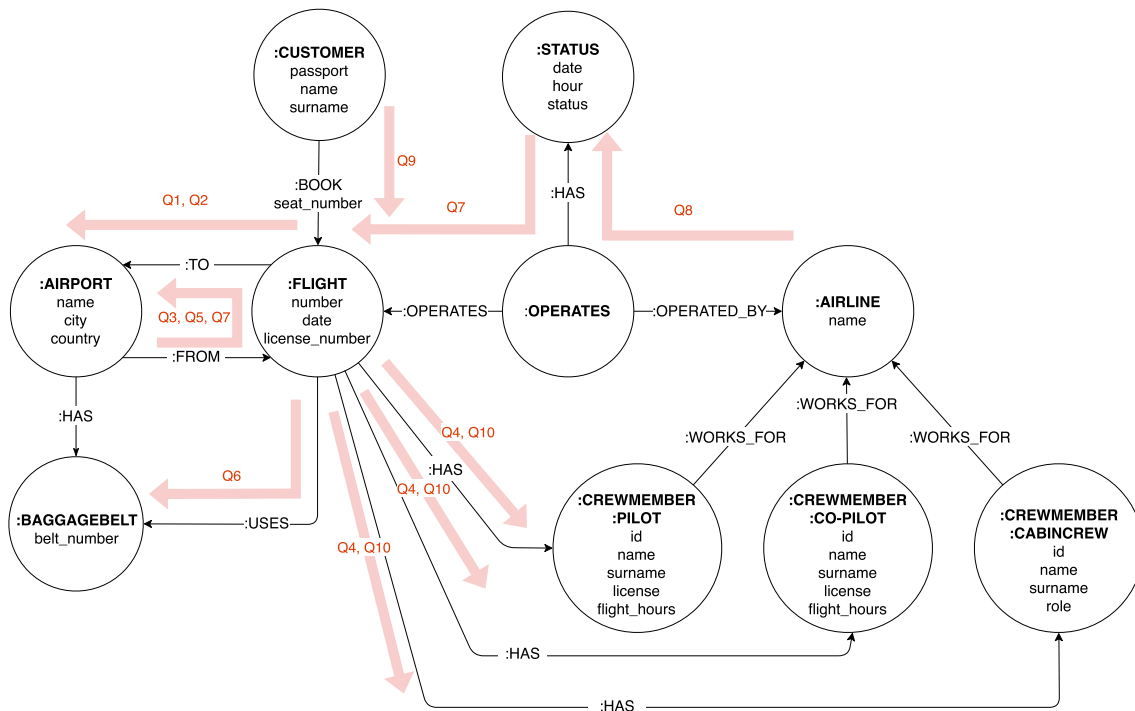 :CUSTOMER
passport
name
surname
:STATUS
date
hour
status
Q9
:BOOK
seat_number
:HAS
Q1, Q2
Q7
Q8
:TO
:AIRPORT
name
city
country
Q3, Q5, Q7
:FROM
:FLIGHT
number
date
license_number
:OPERATES
:OPERATES
:OPERATED_BY
:AIRLINE
name
:HAS
:WORKS_FOR
:WORKS_FOR
:WORKS_FOR
Q4, Q10
:HAS
Q4, Q10
Q6
:BAGGAGEBELT
belt_number
:USES
Q4, Q10
:CREWMEMBER
:PILOT
id
name
surname
license
flight_hours
:CREWMEMBER
:CO-PILOT
id
name
surname
license
flight_hours
:CREWMEMBER
:CABINCREW
id
name
surname
role
:HAS
:HAS